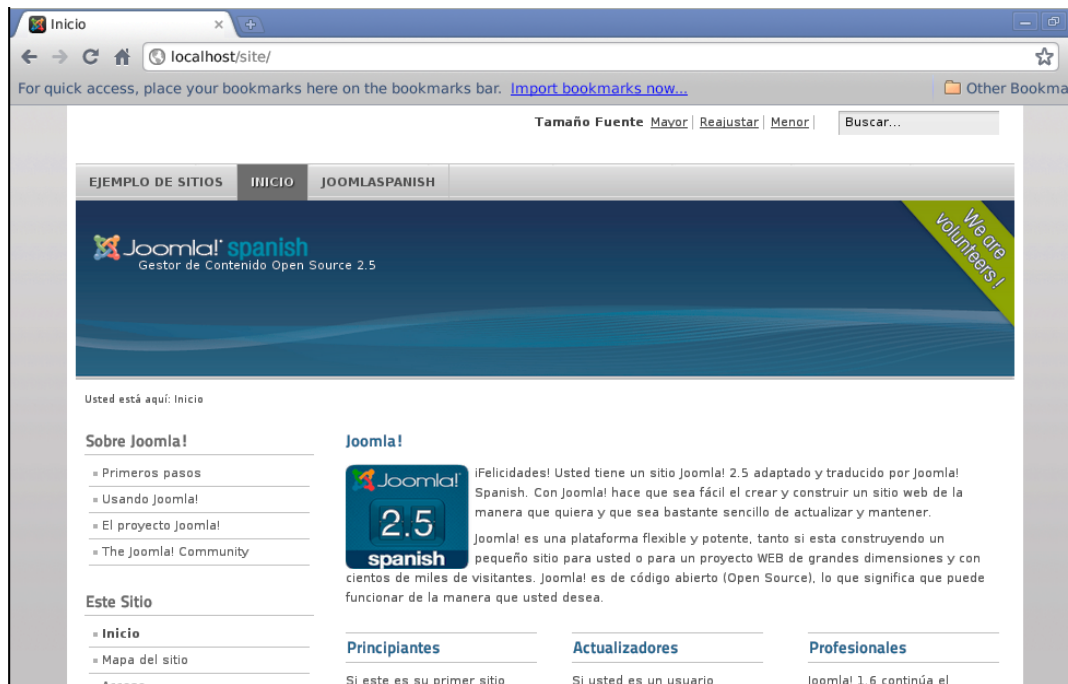 Inicio
localhost/site/
For quick access, place your bookmarks here on the bookmarks bar. Import bookmarks now...
Other Bookma
Tamaño Fuente Mayor| Reajustar| Menor|
Buscar...
EJEMPLO DE SITIOS INICIO JOOMLASPANISH
Joomla! spanish
Gestor de Contenido Open Source 2.5
We are
volunteers!
Usted está aquí: Inicio
Sobre Joomla!
Primeros pasos
Usando Joomla!
El proyecto Joomla!
The Joomla! Community
Este Sitio
Inicio
Mapa del sitio
Joomla!
Joomla!
2.5
spanish
¡Felicidades! Usted tiene un sitio Joomla! 2.5 adaptado y traducido por Joomla!
Spanish. Con Joomla! hace que sea fácil el crear y construir un sitio web de la
manera que quiera y que sea bastante sencillo de actualizar y mantener.
Joomla! es una plataforma flexible y potente, tanto si esta construyendo un
pequeño sitio para usted o para un proyecto WEB de grandes dimensiones y con
cientos de miles de visitantes. Joomla! es de código abierto (Open Source), lo que significa que puede
funcionar de la manera que usted desea.
Principiantes
Si este es su primer sitio
Actualizadores
Si usted es un usuario
Profesionales
Joomla! 1.6 continúa el